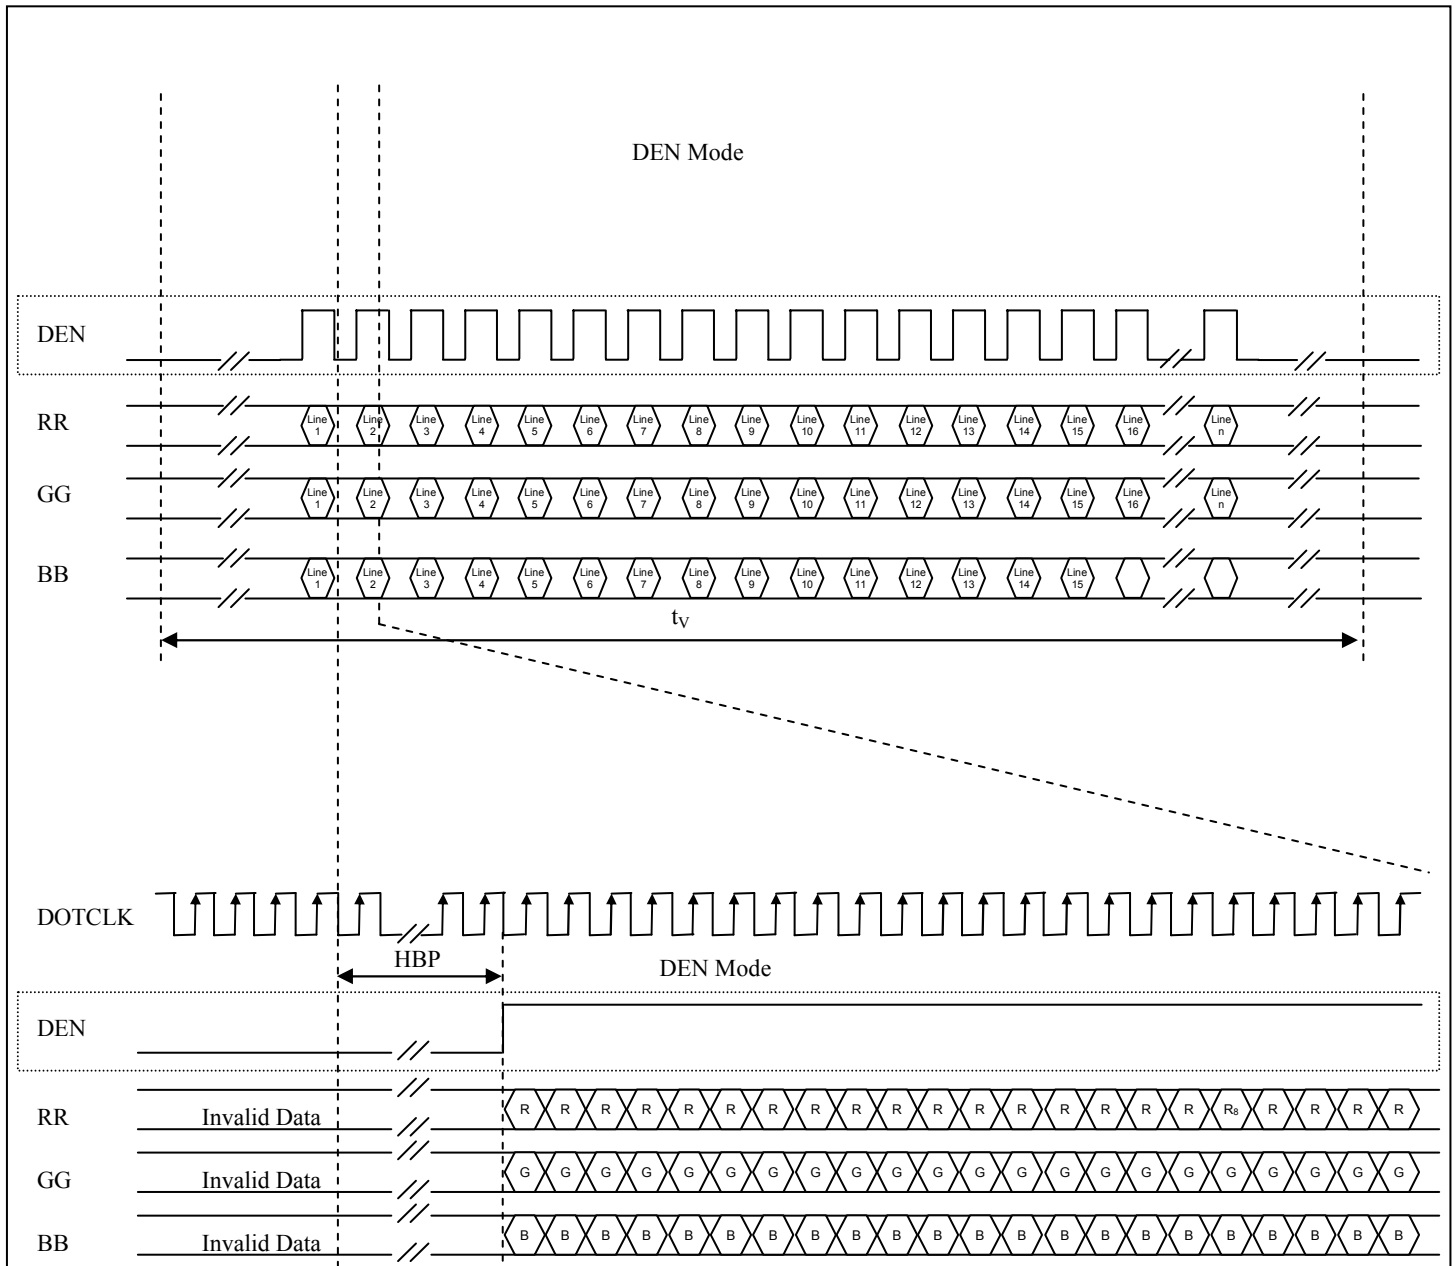 DEN Mode
DEN
RR Line 1 Line 2 Line 3 Line 4 Line 5 Line 6 Line 7 Line 8 Line 9 Line 10 Line 11 Line 12 Line 13 Line 14 Line 15 Line 16 Line n
GG Line 1 Line 2 Line 3 Line 4 Line 5 Line 6 Line 7 Line 8 Line 9 Line 10 Line 11 Line 12 Line 13 Line 14 Line 15 Line 16 Line n
BB Line 1 Line 2 Line 3 Line 4 Line 5 Line 6 Line 7 Line 8 Line 9 Line 10 Line 11 Line 12 Line 13 Line 14 Line 15
tV
DOTCLK
HBP
DEN Mode
DEN
RR Invalid Data R R R R R R R R R R R R R R R R R R8 R R R R
GG Invalid Data G G G G G G G G G G G G G G G G G G G G G G
BB Invalid Data B B B B B B B B B B B B B B B B B B B B B B